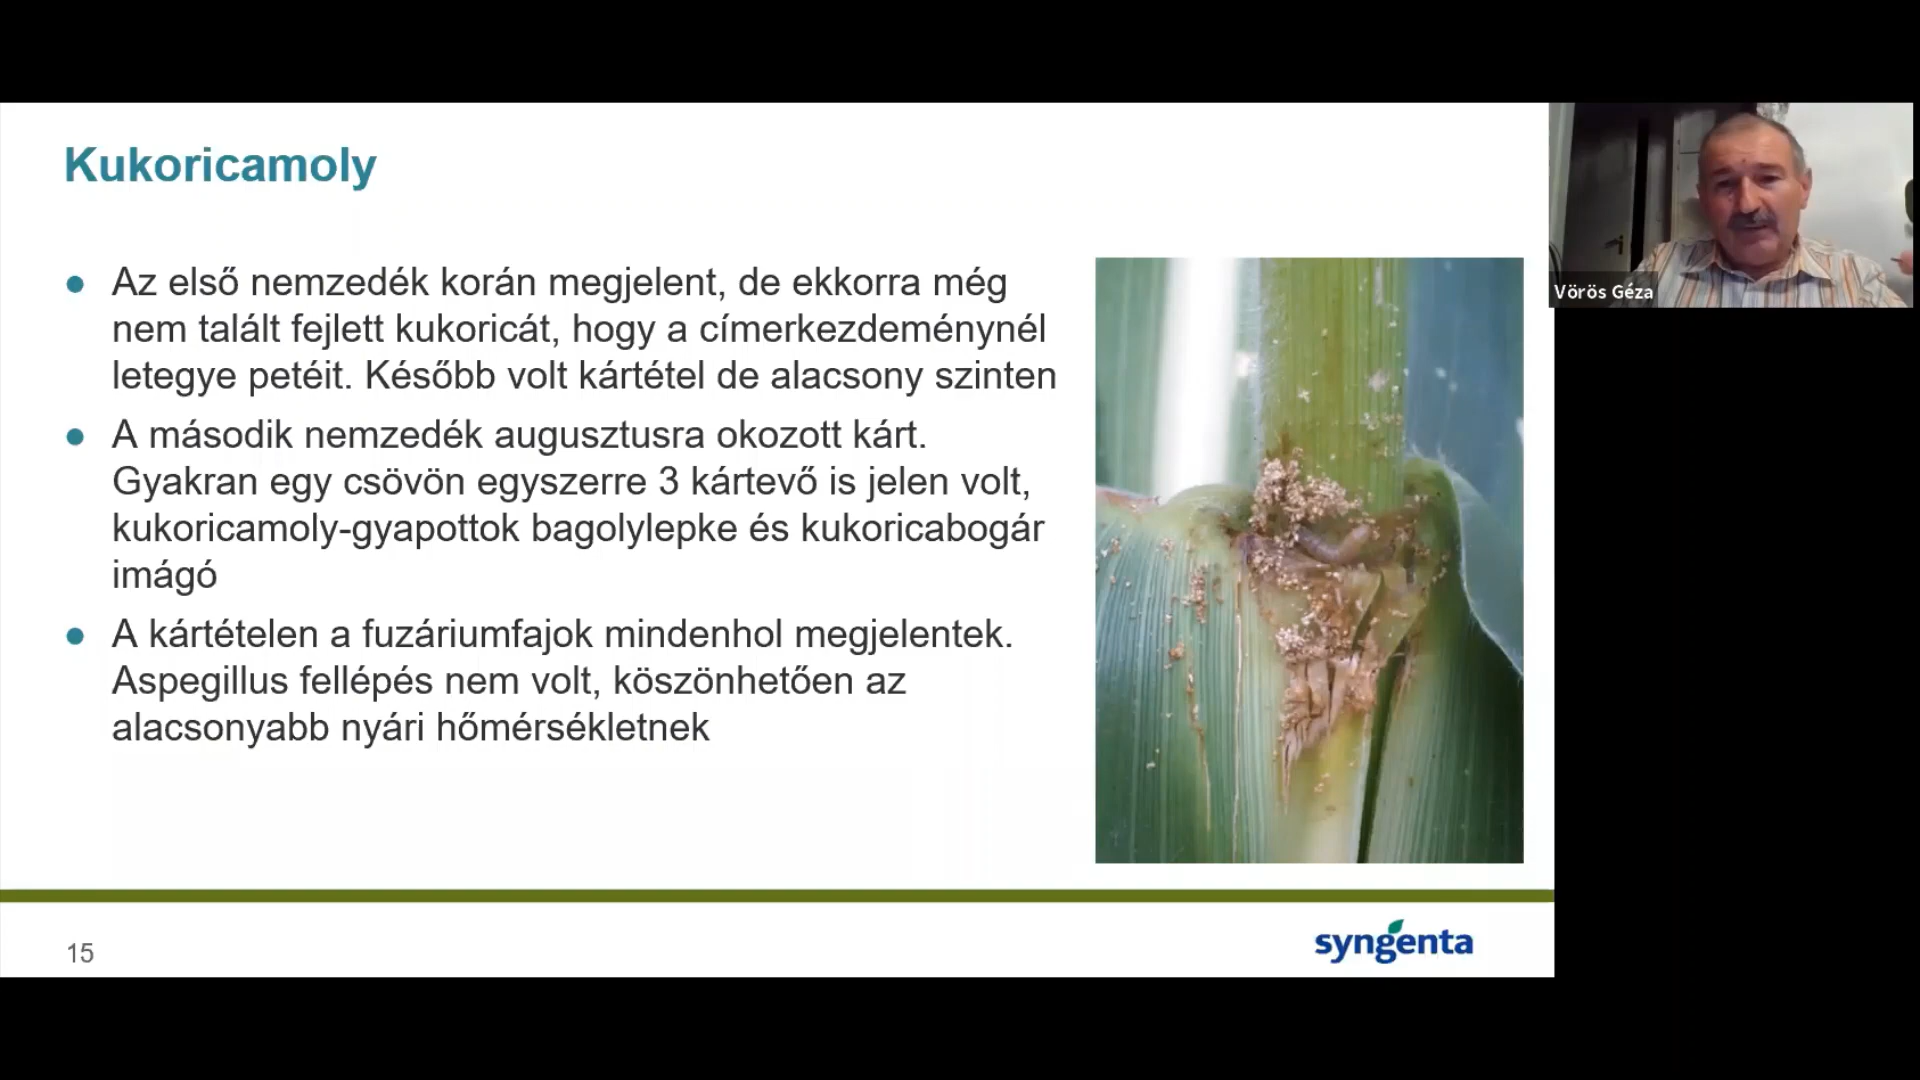 Kukoricamoly
Az első nemzedék korán megjelent, de ekkorra még
nem talált fejlett kukoricát, hogy a címerkezdeménynél
letegye petéit. Később volt kártétel de alacsony szinten
A második nemzedék augusztusra okozott kárt.
Gyakran egy csövön egyszerre 3 kártevő is jelen volt,
kukoricamoly-gyapottok bagolylepke és kukoricabogár
imágó
A kártételen a fuzáriumfajok mindenhol megjelentek.
Aspegillus fellépés nem volt, köszönhetően az
alacsonyabb nyári hőmérsékletnek
15
syngenta
Vörös Géza